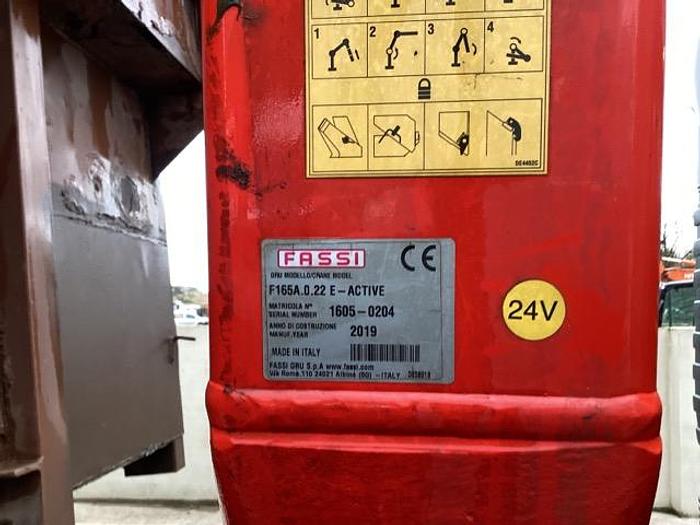 1 2 3 4
DE4402C
FASSI CE
GRU MODELLO/CRANE MODEL
F165A.0.22 E-ACTIVE
MATRICOLA N°
SERIAL NUMBER 1605-0204
ANNO DI COSTRUZIONE
MANUF.YEAR 2019
MADE IN ITALY
FASSI GRU S.p.A www.fassi.com
Via Roma,110 24021 Albino (BG) -ITALY
24V